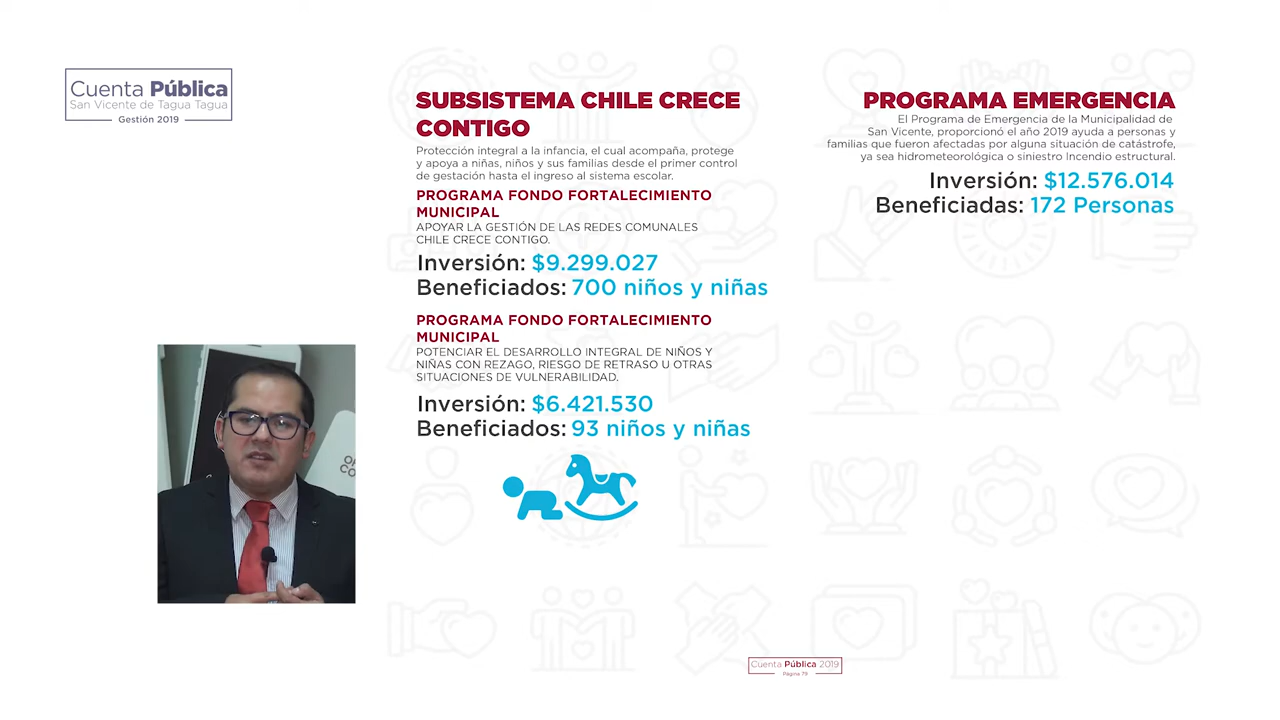 Cuenta Pública
San Vicente de Tagua Tagua
Gestión 2019
SUBSISTEMA CHILE CRECE
CONTIGO
Protección integral a la infancia, el cual acompaña, protege
y apoya a niñas, niños y sus familias desde el primer control
de gestación hasta el ingreso al sistema escolar.
PROGRAMA FONDO FORTALECIMIENTO
MUNICIPAL
APOYAR LA GESTIÓN DE LAS REDES COMUNALES
CHILE CRECE CONTIGO.
Inversión: $9.299.027
Beneficiados: 700 niños y niñas
PROGRAMA FONDO FORTALECIMIENTO
MUNICIPAL
POTENCIAR EL DESARROLLO INTEGRAL DE NIÑOS Y
NIÑAS CON REZAGO, RIESGO DE RETRASO U OTRAS
SITUACIONES DE VULNERABILIDAD.
Inversión: $6.421.530
Beneficiados: 93 niños y niñas
PROGRAMA EMERGENCIA
El Programa de Emergencia de la Municipalidad de
San Vicente, proporcionó el año 2019 ayuda a personas y
familias que fueron afectadas por alguna situación de catástrofe,
ya sea hidrometeorológica o siniestro Incendio estructural.
Inversión: $12.576.014
Beneficiadas: 172 Personas
Cuenta Pública 2019
Página 79